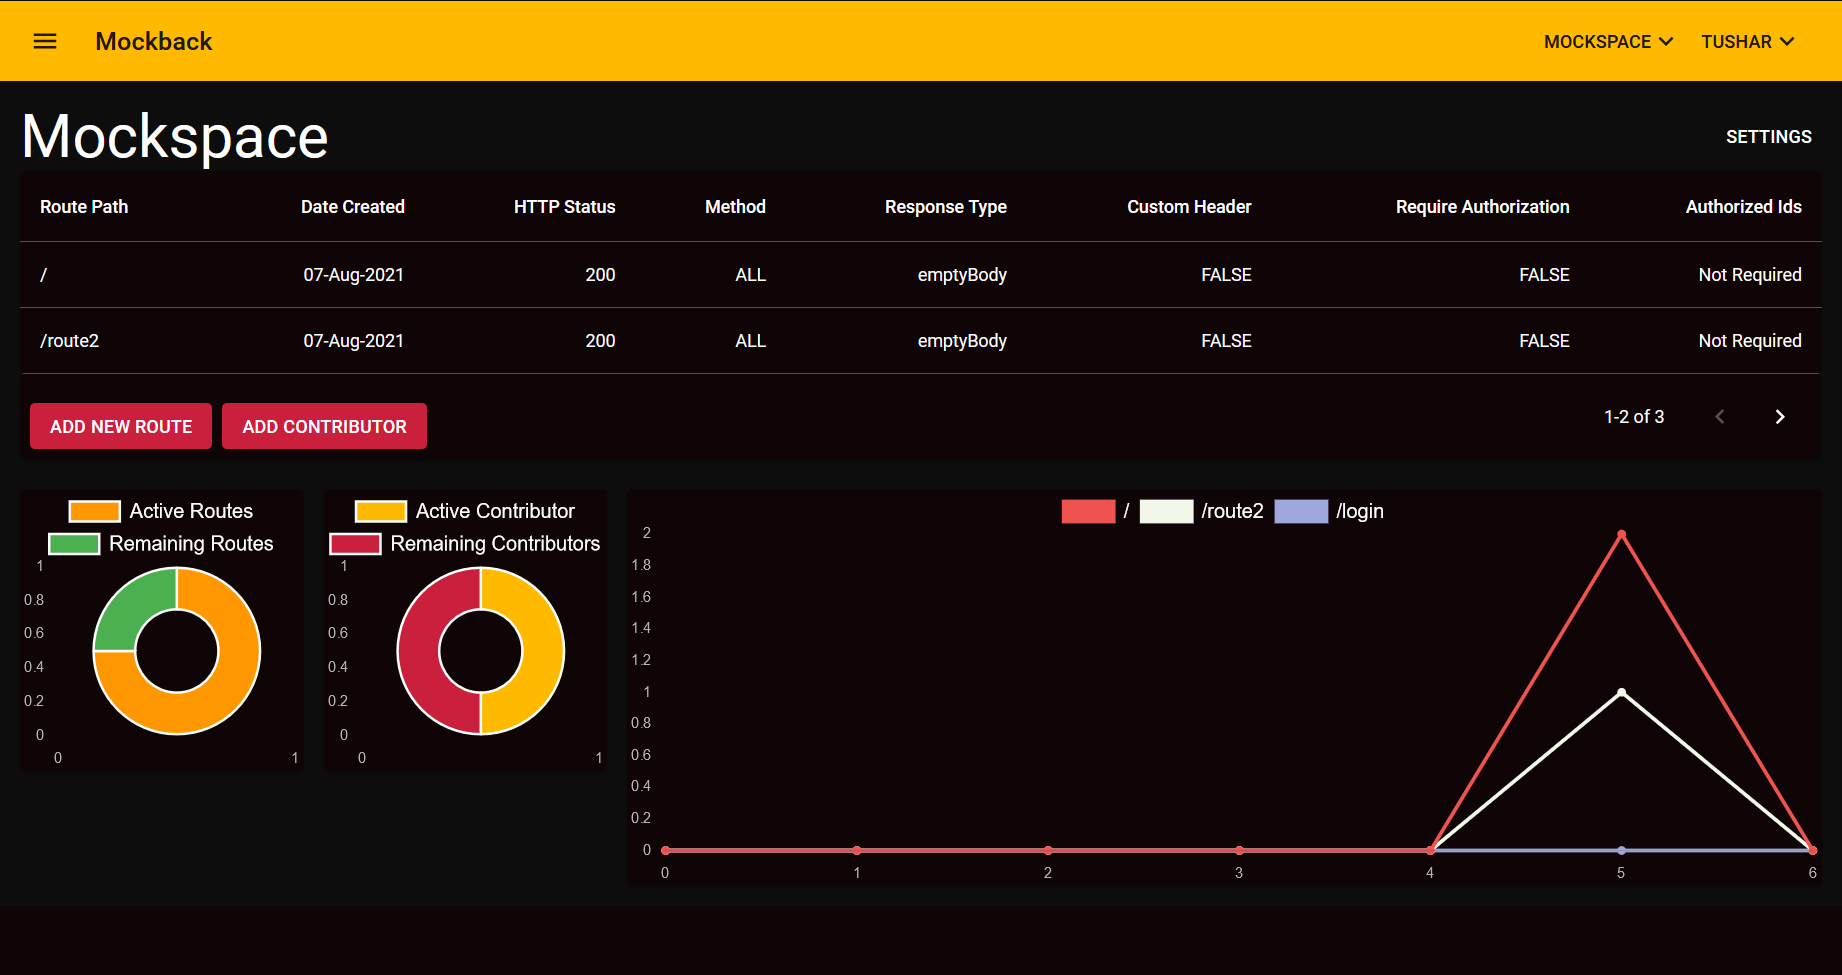 Mockback MOCKSPACE TUSHAR
Mockspace SETTINGS
Route Path Date Created HTTP Status Method Response Type Custom Header Require Authorization Authorized Ids
/ 07-Aug-2021 200 ALL emptyBody FALSE FALSE Not Required
/route2 07-Aug-2021 200 ALL emptyBody FALSE FALSE Not Required
ADD NEW ROUTE ADD CONTRIBUTOR 1-2 of 3
Active Routes
Remaining Routes
1
0.8
0.6
0.4
0.2
0
0 1
Active Contributor
Remaining Contributors
1
0.8
0.6
0.4
0.2
0
0 1
/ /route2 /login
2
1.8
1.6
1.4
1.2
1
0.8
0.6
0.4
0.2
0
0 1 2 3 4 5 6